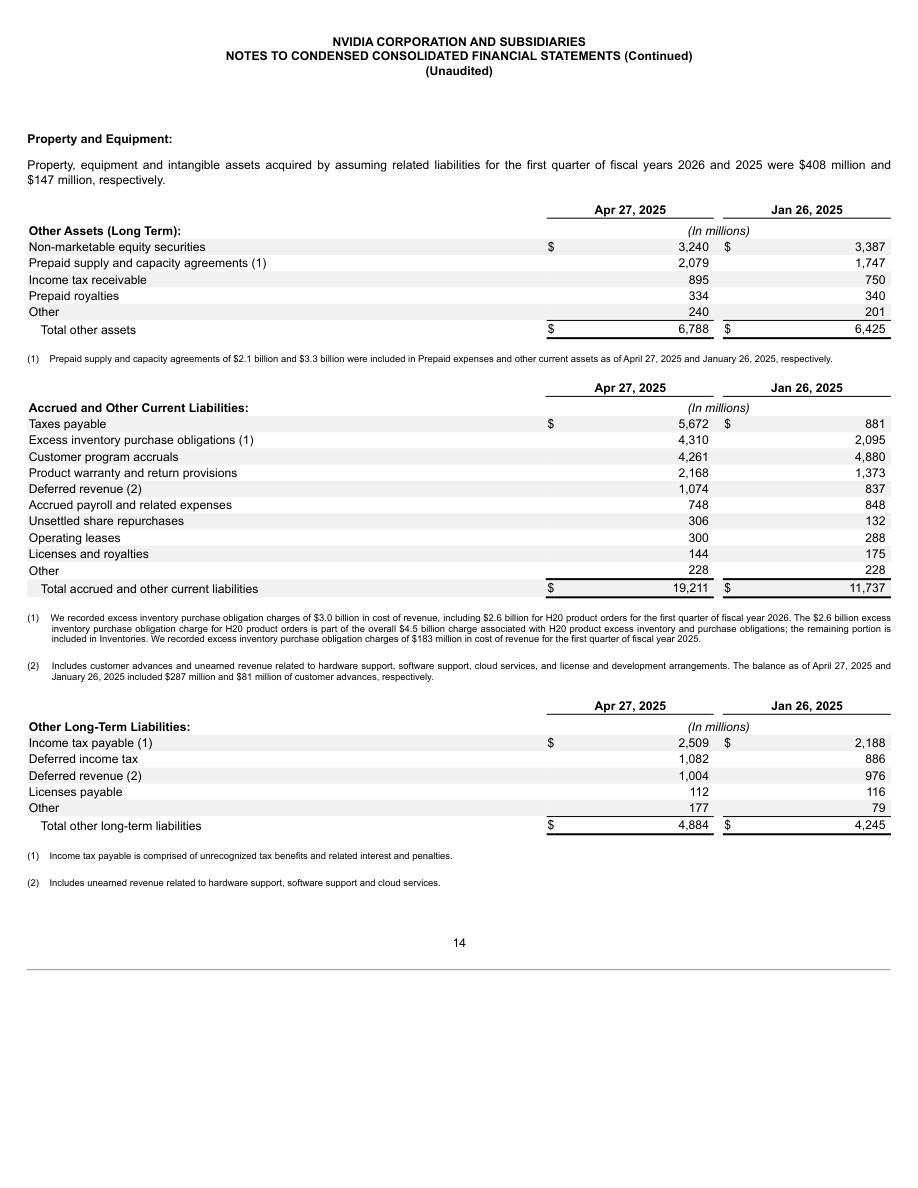 NVIDIA CORPORATION AND SUBSIDIARIES
NOTES TO CONDENSED CONSOLIDATED FINANCIAL STATEMENTS (Continued)
(Unaudited)
Property and Equipment:
Property, equipment and intangible assets acquired by assuming related liabilities for the first quarter of fiscal years 2026 and 2025 were $408 million and
$147 million, respectively.
Apr 27, 2025 Jan 26, 2025
Other Assets (Long Term): (In millions)
Non-marketable equity securities $ 3,240 $ 3,387
Prepaid supply and capacity agreements (1) 2,079 1,747
Income tax receivable 895 750
Prepaid royalties 334 340
Other 240 201
Total other assets $ 6,788 $ 6,425
(1) Prepaid supply and capacity agreements of $2.1 billion and $3.3 billion were included in Prepaid expenses and other current assets as of April 27, 2025 and January 26, 2025, respectively.
Apr 27, 2025 Jan 26, 2025
Accrued and Other Current Liabilities: (In millions)
Taxes payable $ 5,672 $ 881
Excess inventory purchase obligations (1) 4,310 2,095
Customer program accruals 4,261 4,880
Product warranty and return provisions 2,168 1,373
Deferred revenue (2) 1,074 837
Accrued payroll and related expenses 748 848
Unsettled share repurchases 306 132
Operating leases 300 288
Licenses and royalties 144 175
Other 228 228
Total accrued and other current liabilities $ 19,211 $ 11,737
(1) We recorded excess inventory purchase obligation charges of $3.0 billion in cost of revenue, including $2.6 billion for H20 product orders for the first quarter of fiscal year 2026. The $2.6 billion excess
inventory purchase obligation charge for H20 product orders is part of the overall $4.5 billion charge associated with H20 product excess inventory and purchase obligations; the remaining portion is
included in Inventories. We recorded excess inventory purchase obligation charges of $183 million in cost of revenue for the first quarter of fiscal year 2025.
(2) Includes customer advances and unearned revenue related to hardware support, software support, cloud services, and license and development arrangements. The balance as of April 27, 2025 and
January 26, 2025 included $287 million and $81 million of customer advances, respectively.
Apr 27, 2025 Jan 26, 2025
Other Long-Term Liabilities: (In millions)
Income tax payable (1) $ 2,509 $ 2,188
Deferred income tax 1,082 886
Deferred revenue (2) 1,004 976
Licenses payable 112 116
Other 177 79
Total other long-term liabilities $ 4,884 $ 4,245
(1) Income tax payable is comprised of unrecognized tax benefits and related interest and penalties.
(2) Includes unearned revenue related to hardware support, software support and cloud services.
14